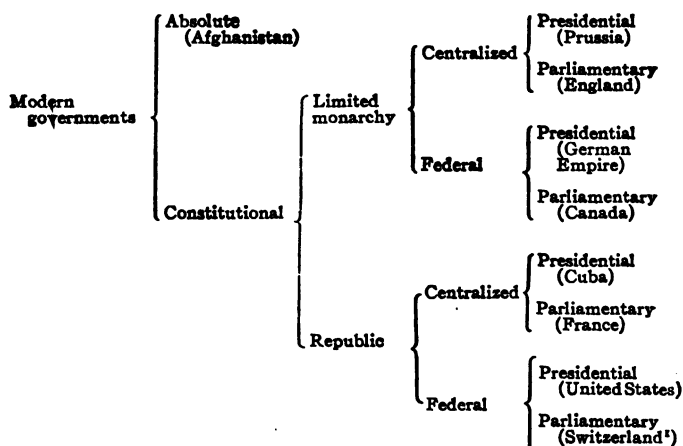 Absolute
(Afghanistan)
Modern
governments
Constitutional
Limited
monarchy
Centralized
Presidential
(Prussia)
Parliamentary
(England)
Federal
Presidential
(German
Empire)
Parliamentary
(Canada)
Republic
Centralized
Presidential
(Cuba)
Parliamentary
(France)
Federal
Presidential
(United States)
Parliamentary
(Switzerland¹)